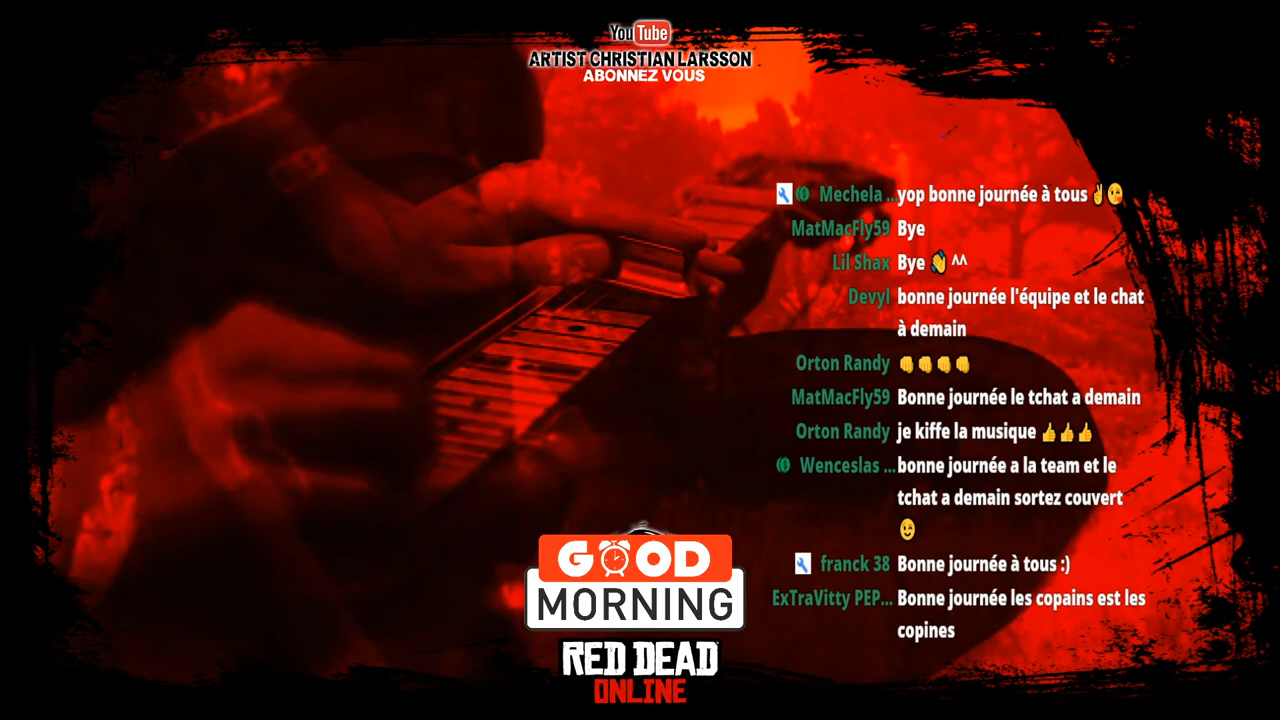 YouTube
ARTIST CHRISTIAN LARSSON
ABONNEZ VOUS
Mechela ... yop bonne journée à tous ✌😘
MatMacFly59 Bye
Lil Shax Bye 👋 ^^
Devyl bonne journée l'équipe et le chat
à demain
Orton Randy 👊👊👊👊
MatMacFly59 Bonne journée le tchat a demain
Orton Randy je kiffe la musique 👍👍👍
Wenceslas ... bonne journée a la team et le
tchat a demain sortez couvert
😉
franck 38 Bonne journée à tous :)
ExTraVitty PEP... Bonne journée les copains est les
copines
GOOD
MORNING
RED DEAD
ONLINE